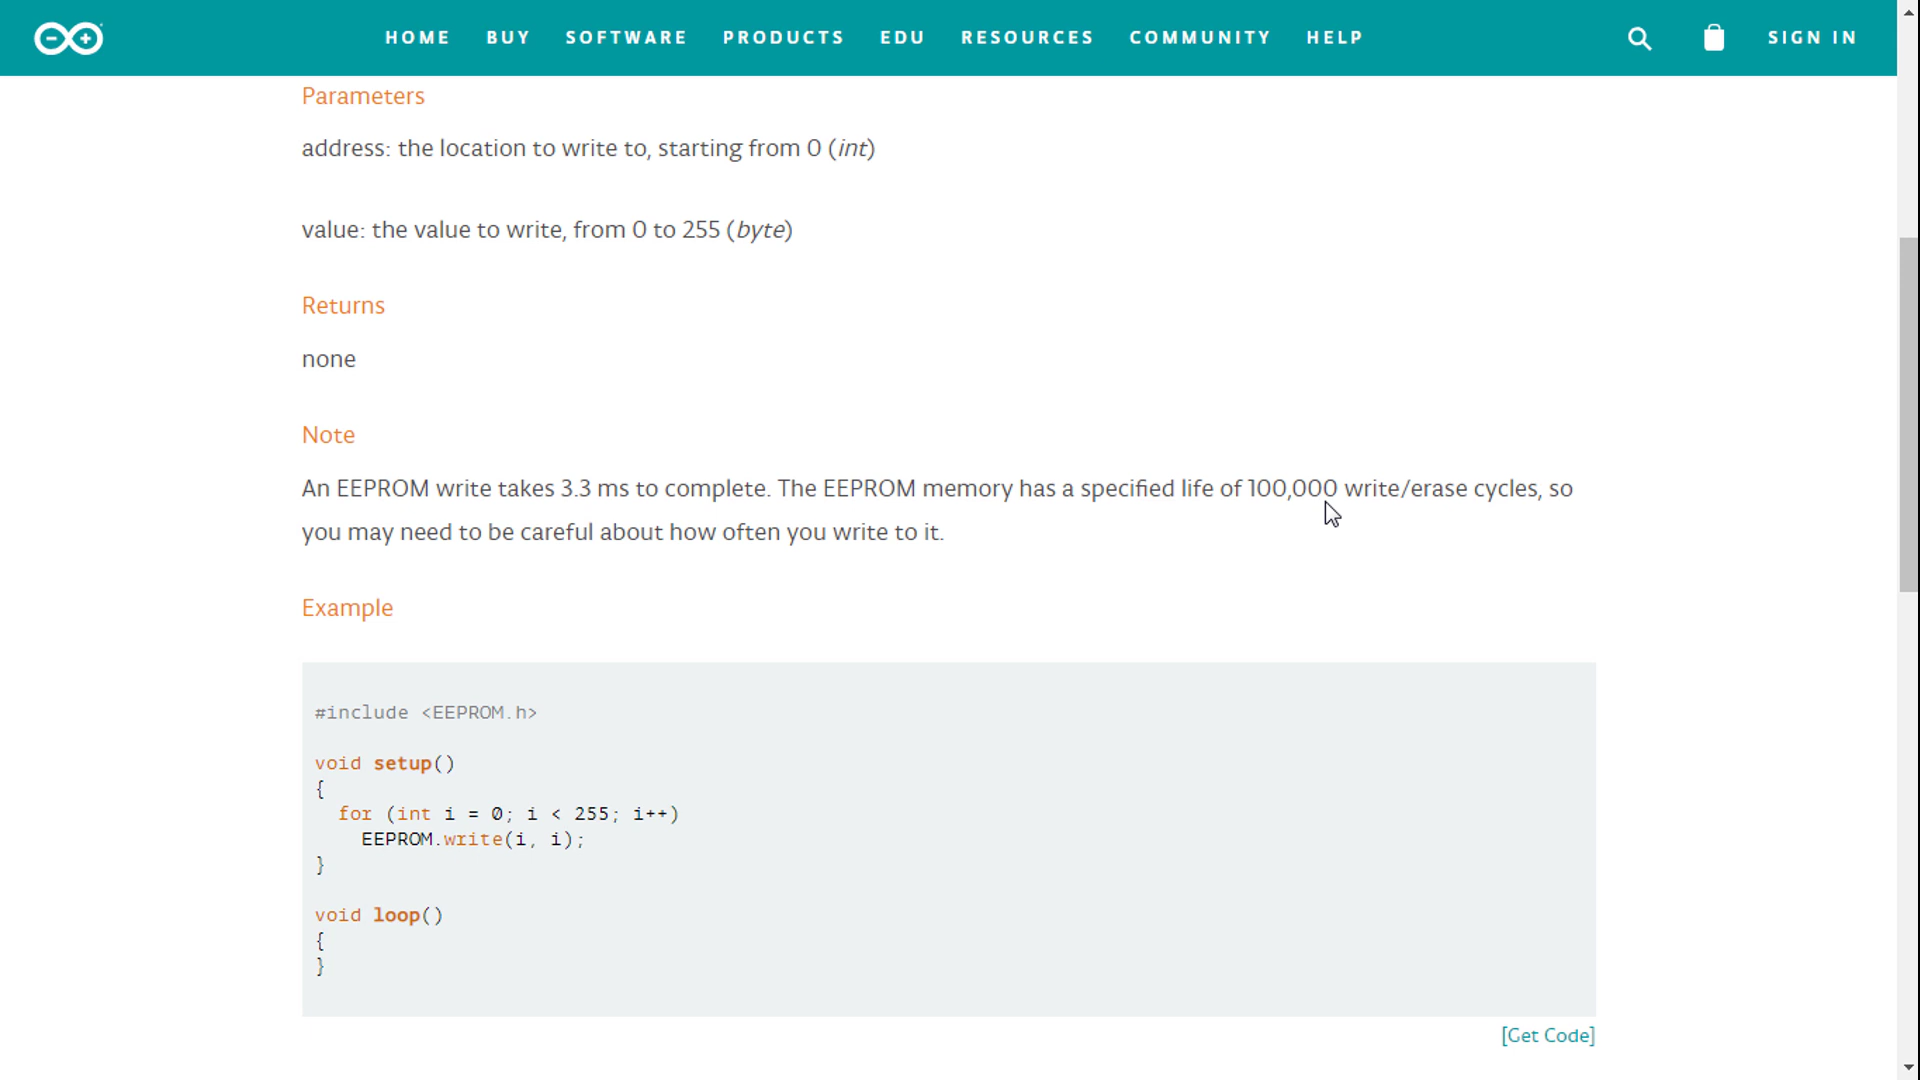 HOME BUY SOFTWARE PRODUCTS EDU RESOURCES COMMUNITY HELP SIGN IN
Parameters
address: the location to write to, starting from 0 (int)
value: the value to write, from 0 to 255 (byte)
Returns
none
Note
An EEPROM write takes 3.3 ms to complete. The EEPROM memory has a specified life of 100,000 write/erase cycles, so
you may need to be careful about how often you write to it.
Example
#include <EEPROM.h>
void setup()
{
  for (int i = 0; i < 255; i++)
    EEPROM.write(i, i);
}
void loop()
{
}
[Get Code]